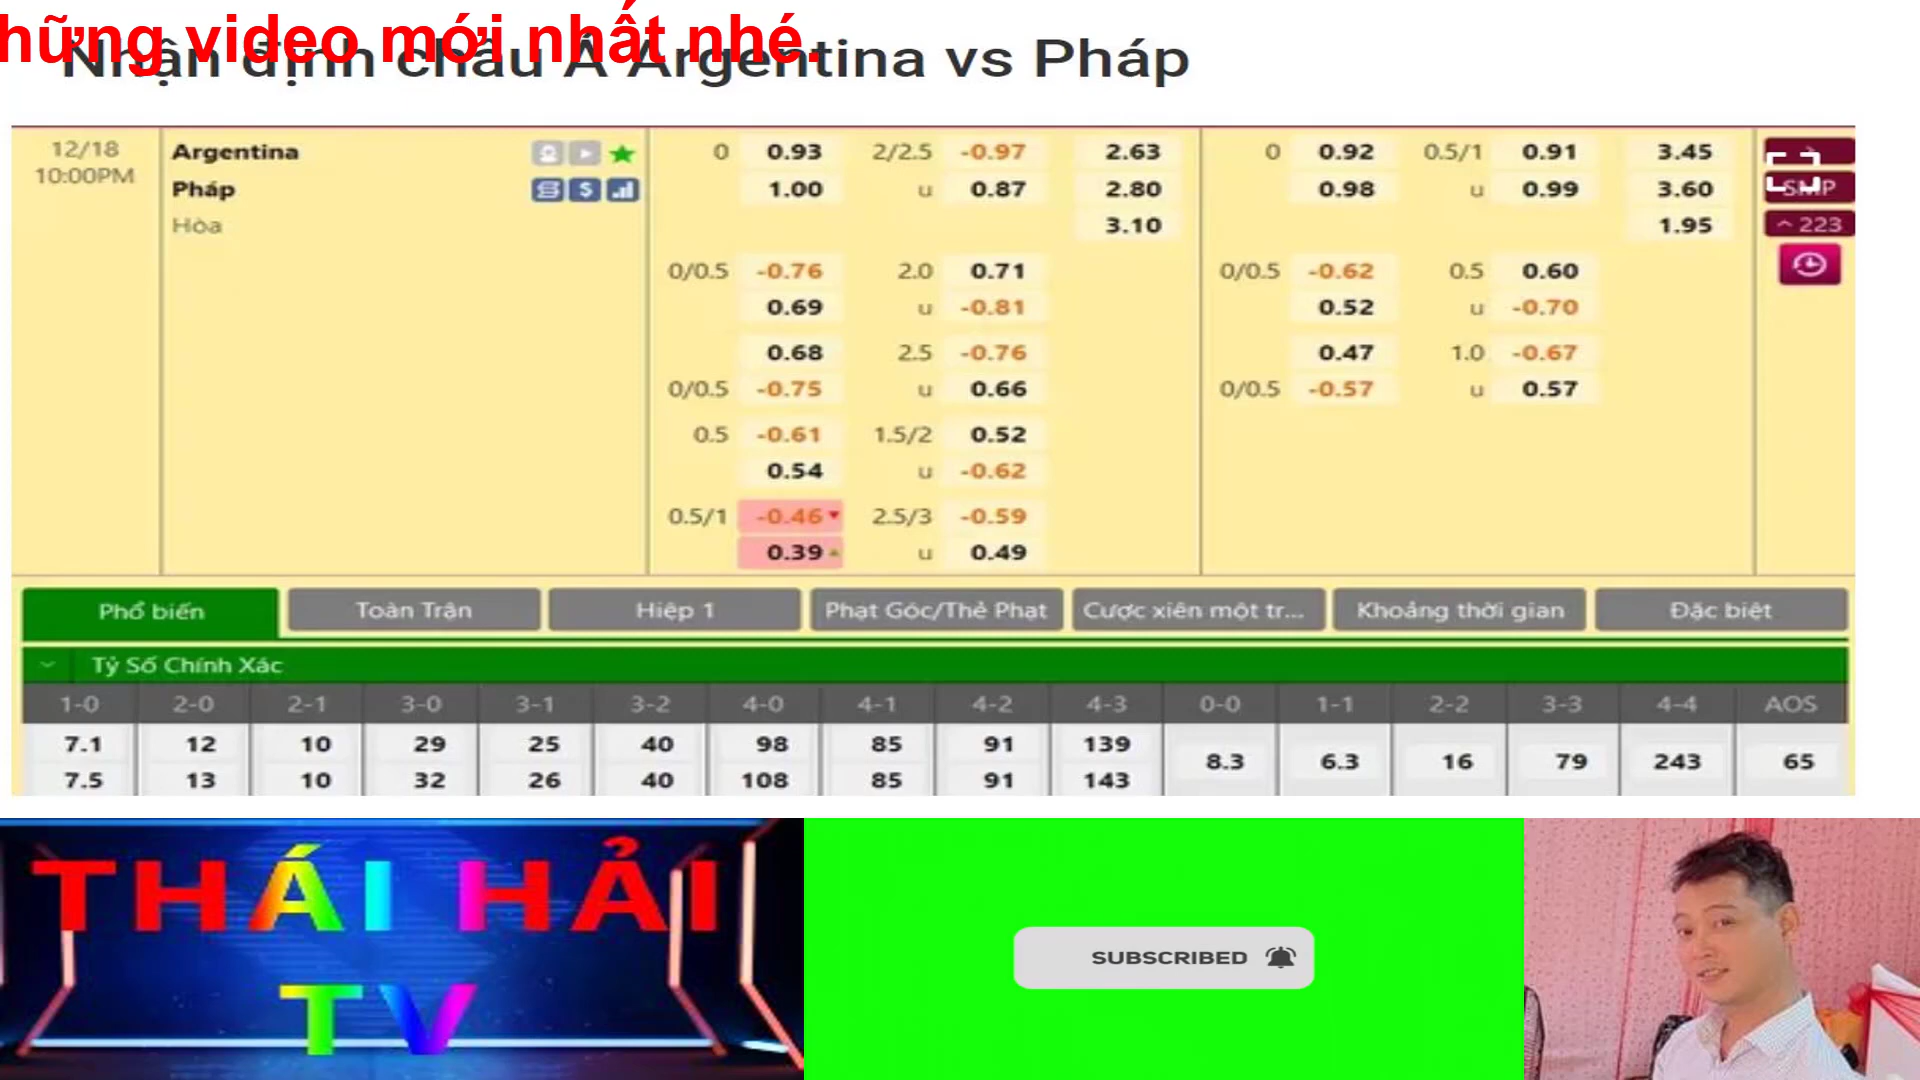 hững video mới nhất nhé.
Nhận định châu Á Argentina vs Pháp
12/18 Argentina 0 0.93 2/2.5 -0.97 2.63 0 0.92 0.5/1 0.91 3.45
10:00PM Pháp $ 1.00 u 0.87 2.80 0.98 u 0.99 3.60 SMP
Hòa 3.10 1.95 ^ 223
0/0.5 -0.76 2.0 0.71 0/0.5 -0.62 0.5 0.60
0.69 u -0.81 0.52 u -0.70
0.68 2.5 -0.76 0.47 1.0 -0.67
0/0.5 -0.75 u 0.66 0/0.5 -0.57 u 0.57
0.5 -0.61 1.5/2 0.52
0.54 u -0.62
0.5/1 -0.46 2.5/3 -0.59
0.39 u 0.49
Phổ biến Toàn Trận Hiệp 1 Phạt Góc/Thẻ Phạt Cược xiên một tr... Khoảng thời gian Đặc biệt
Tỷ Số Chính Xác
1-0 2-0 2-1 3-0 3-1 3-2 4-0 4-1 4-2 4-3 0-0 1-1 2-2 3-3 4-4 AOS
7.1 12 10 29 25 40 98 85 91 139
8.3 6.3 16 79 243 65
7.5 13 10 32 26 40 108 85 91 143
THÁI HẢI
TV
SUBSCRIBED